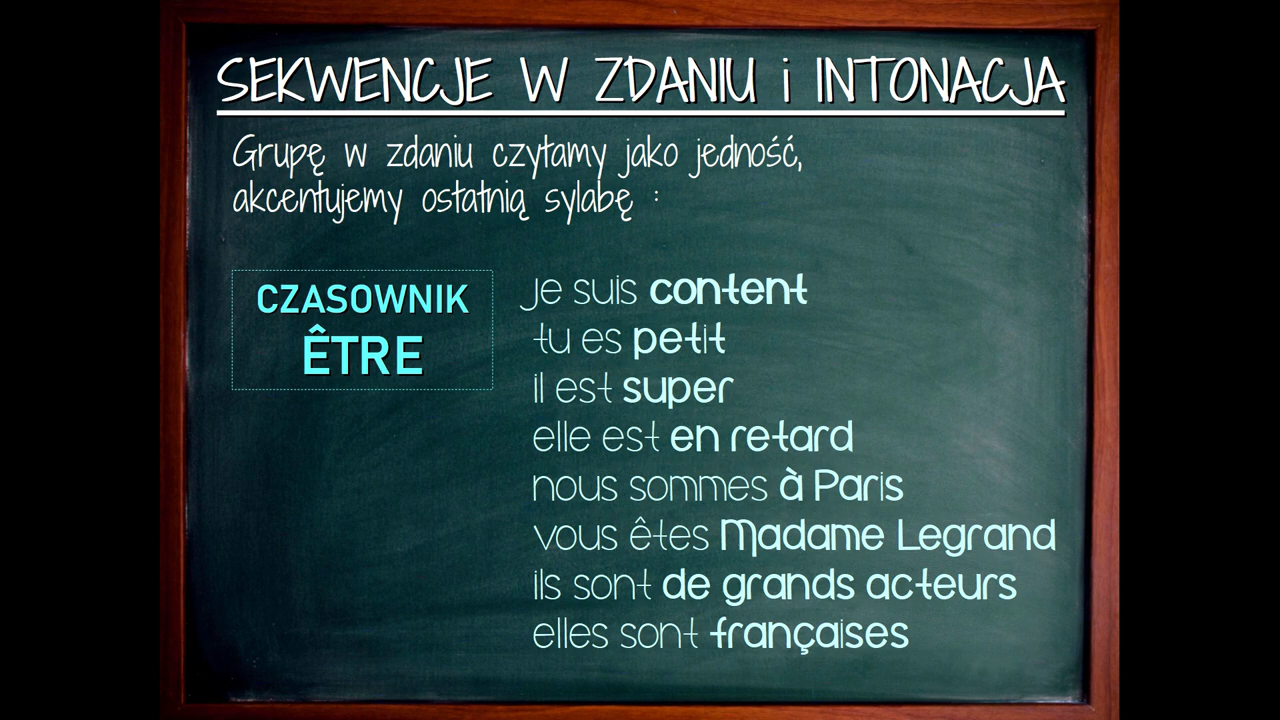 SEKWENCJE W ZDANIU i INTONACJA
Grupę w zdaniu czytamy jako jedność,
akcentujemy ostatnią sylabę :
CZASOWNIK
ÊTRE
je suis content
tu es petit
il est super
elle est en retard
nous sommes à Paris
vous êtes Madame Legrand
ils sont de grands acteurs
elles sont françaises